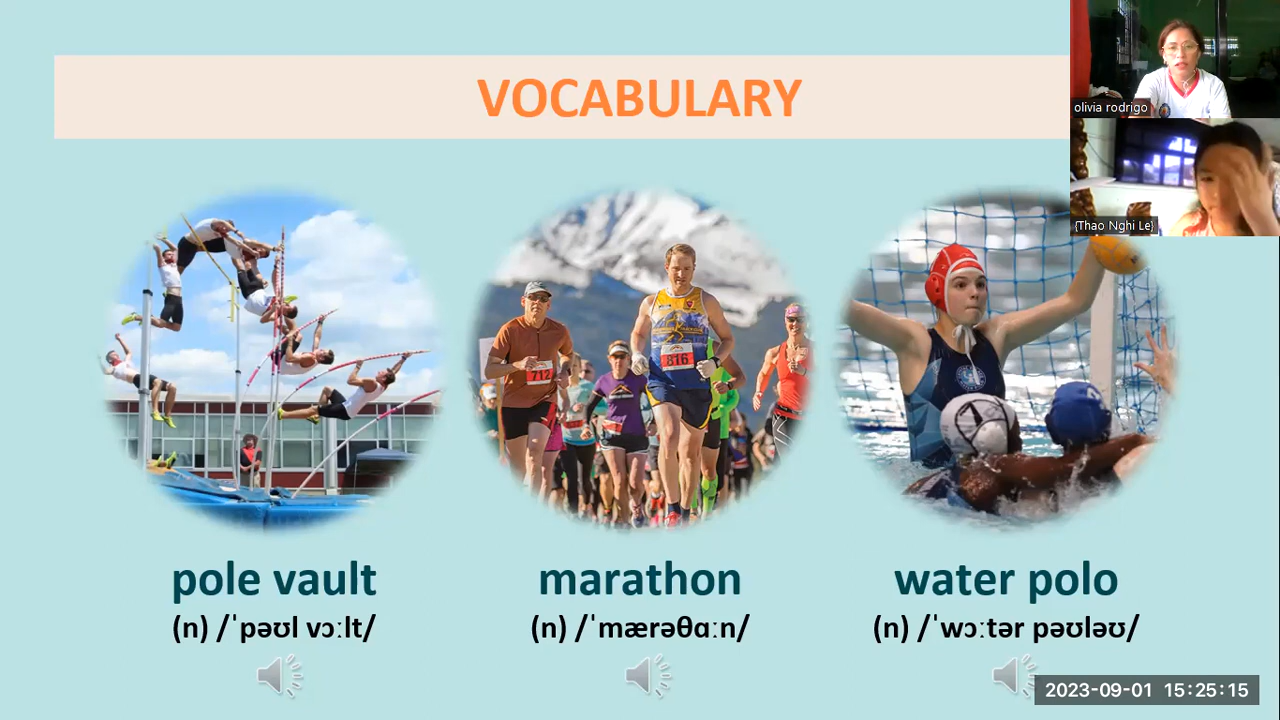 VOCABULARY
olivia rodrigo
{Thao Nghi Le}
712
816
pole vault
marathon
water polo
(n) /ˈpəʊl vɔːlt/
(n) /ˈmærəθɑːn/
(n) /ˈwɔːtər pəʊləʊ/
2023-09-01 15:25:15